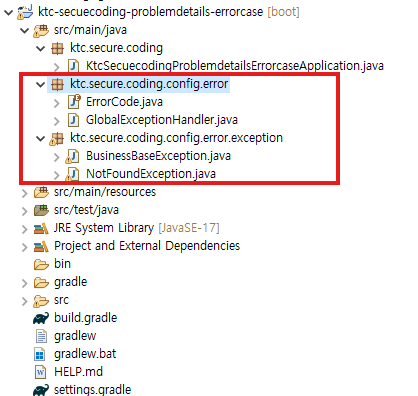 ktc-secuecoding-problemdetails-errorcase [boot]
src/main/java
ktc.secure.coding
KtcSecuecodingProblemdetailsErrorcaseApplication.java
ktc.secure.coding.config.error
ErrorCode.java
GlobalExceptionHandler.java
ktc.secure.coding.config.error.exception
BusinessBaseException.java
NotFoundException.java
src/main/resources
src/test/java
JRE System Library [JavaSE-17]
Project and External Dependencies
bin
gradle
src
build.gradle
gradlew
gradlew.bat
HELP.md
settings.gradle